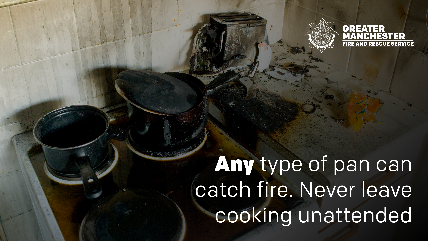 GREATER
MANCHESTER
FIRE AND RESCUE SERVICE
Any type of pan can
catch fire. Never leave
cooking unattended